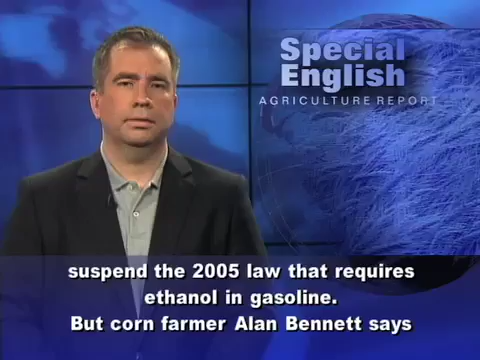 Special
English
AGRICULTURE REPORT
suspend the 2005 law that requires
ethanol in gasoline.
But corn farmer Alan Bennett says